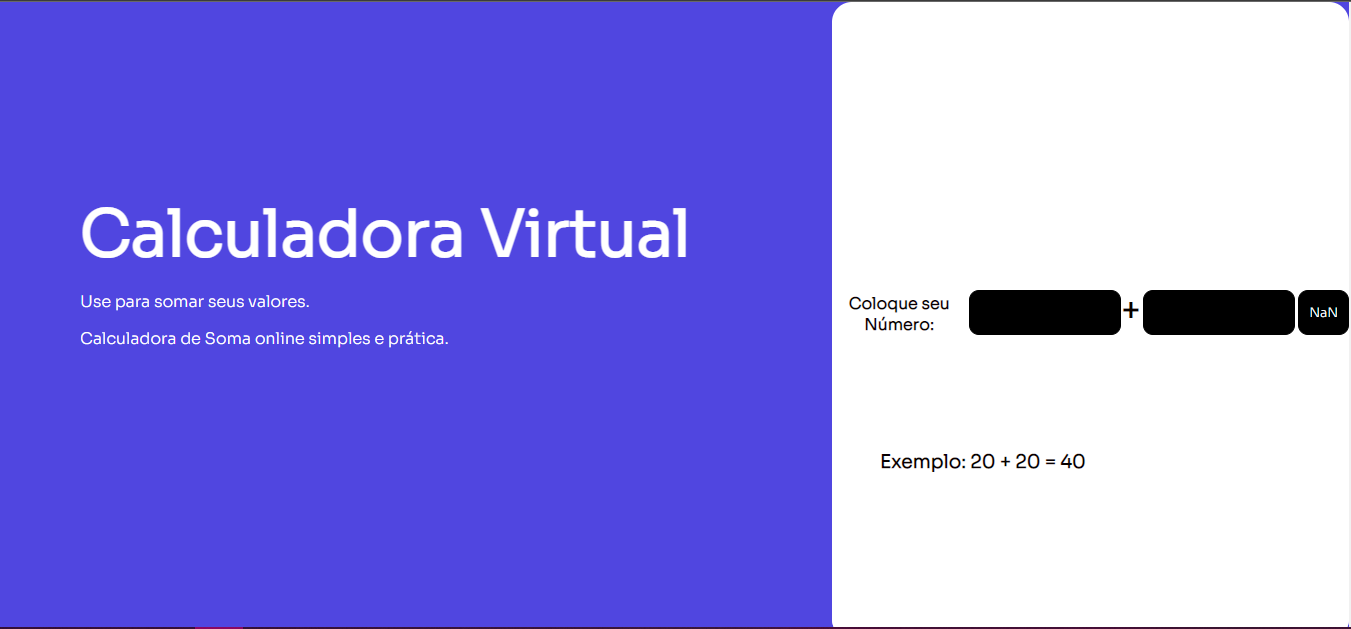 Calculadora Virtual
Use para somar seus valores.
Calculadora de Soma online simples e prática.
Coloque seu
Número:
+
NaN
Exemplo: 20 + 20 = 40